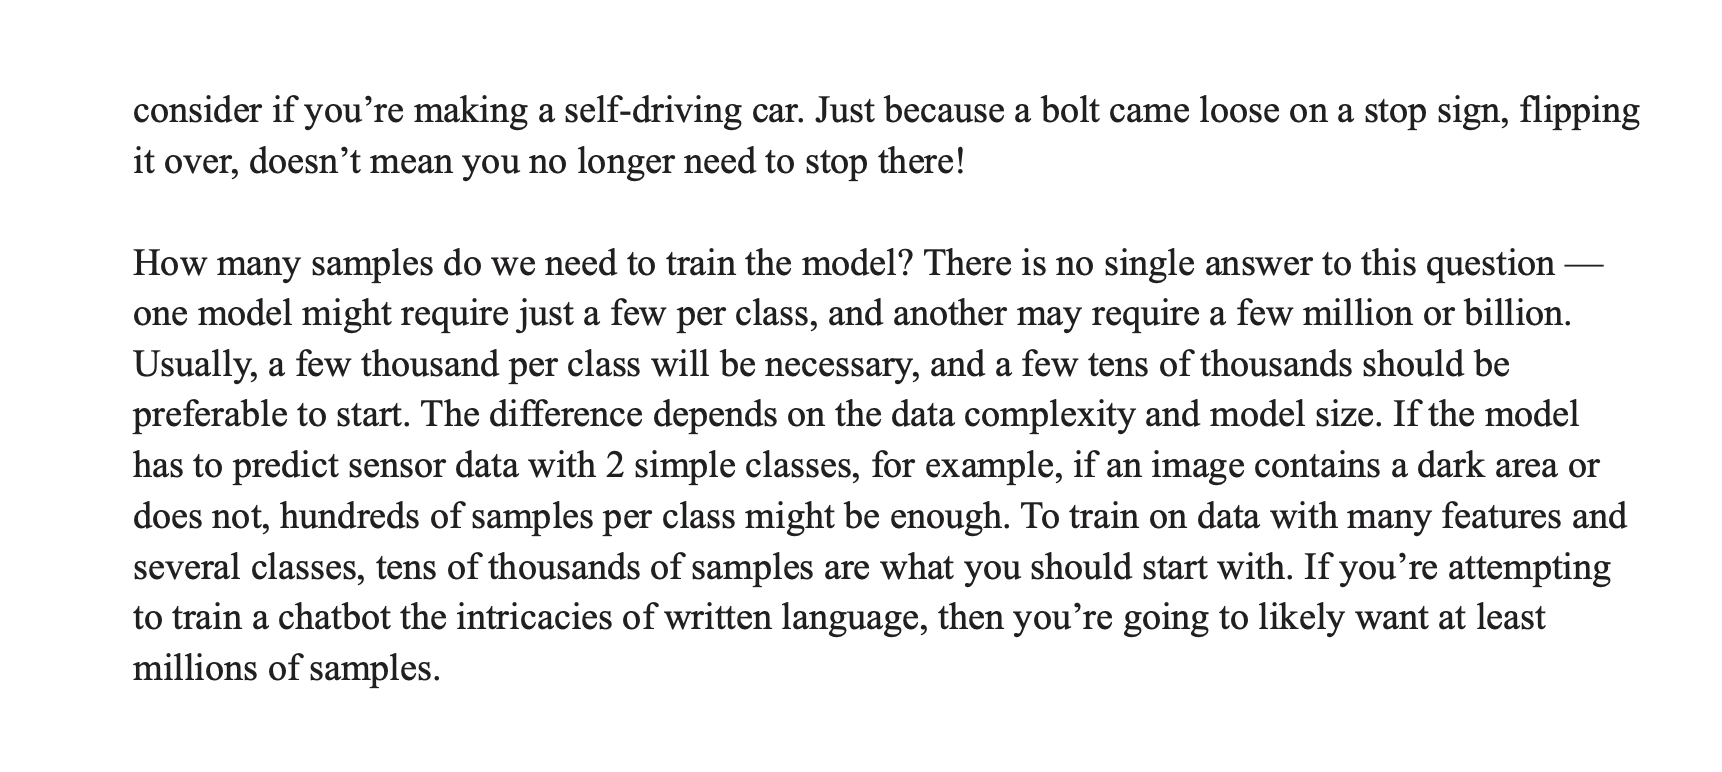 consider if you’re making a self-driving car. Just because a bolt came loose on a stop sign, flipping
it over, doesn’t mean you no longer need to stop there!
How many samples do we need to train the model? There is no single answer to this question —
one model might require just a few per class, and another may require a few million or billion.
Usually, a few thousand per class will be necessary, and a few tens of thousands should be
preferable to start. The difference depends on the data complexity and model size. If the model
has to predict sensor data with 2 simple classes, for example, if an image contains a dark area or
does not, hundreds of samples per class might be enough. To train on data with many features and
several classes, tens of thousands of samples are what you should start with. If you’re attempting
to train a chatbot the intricacies of written language, then you’re going to likely want at least
millions of samples.